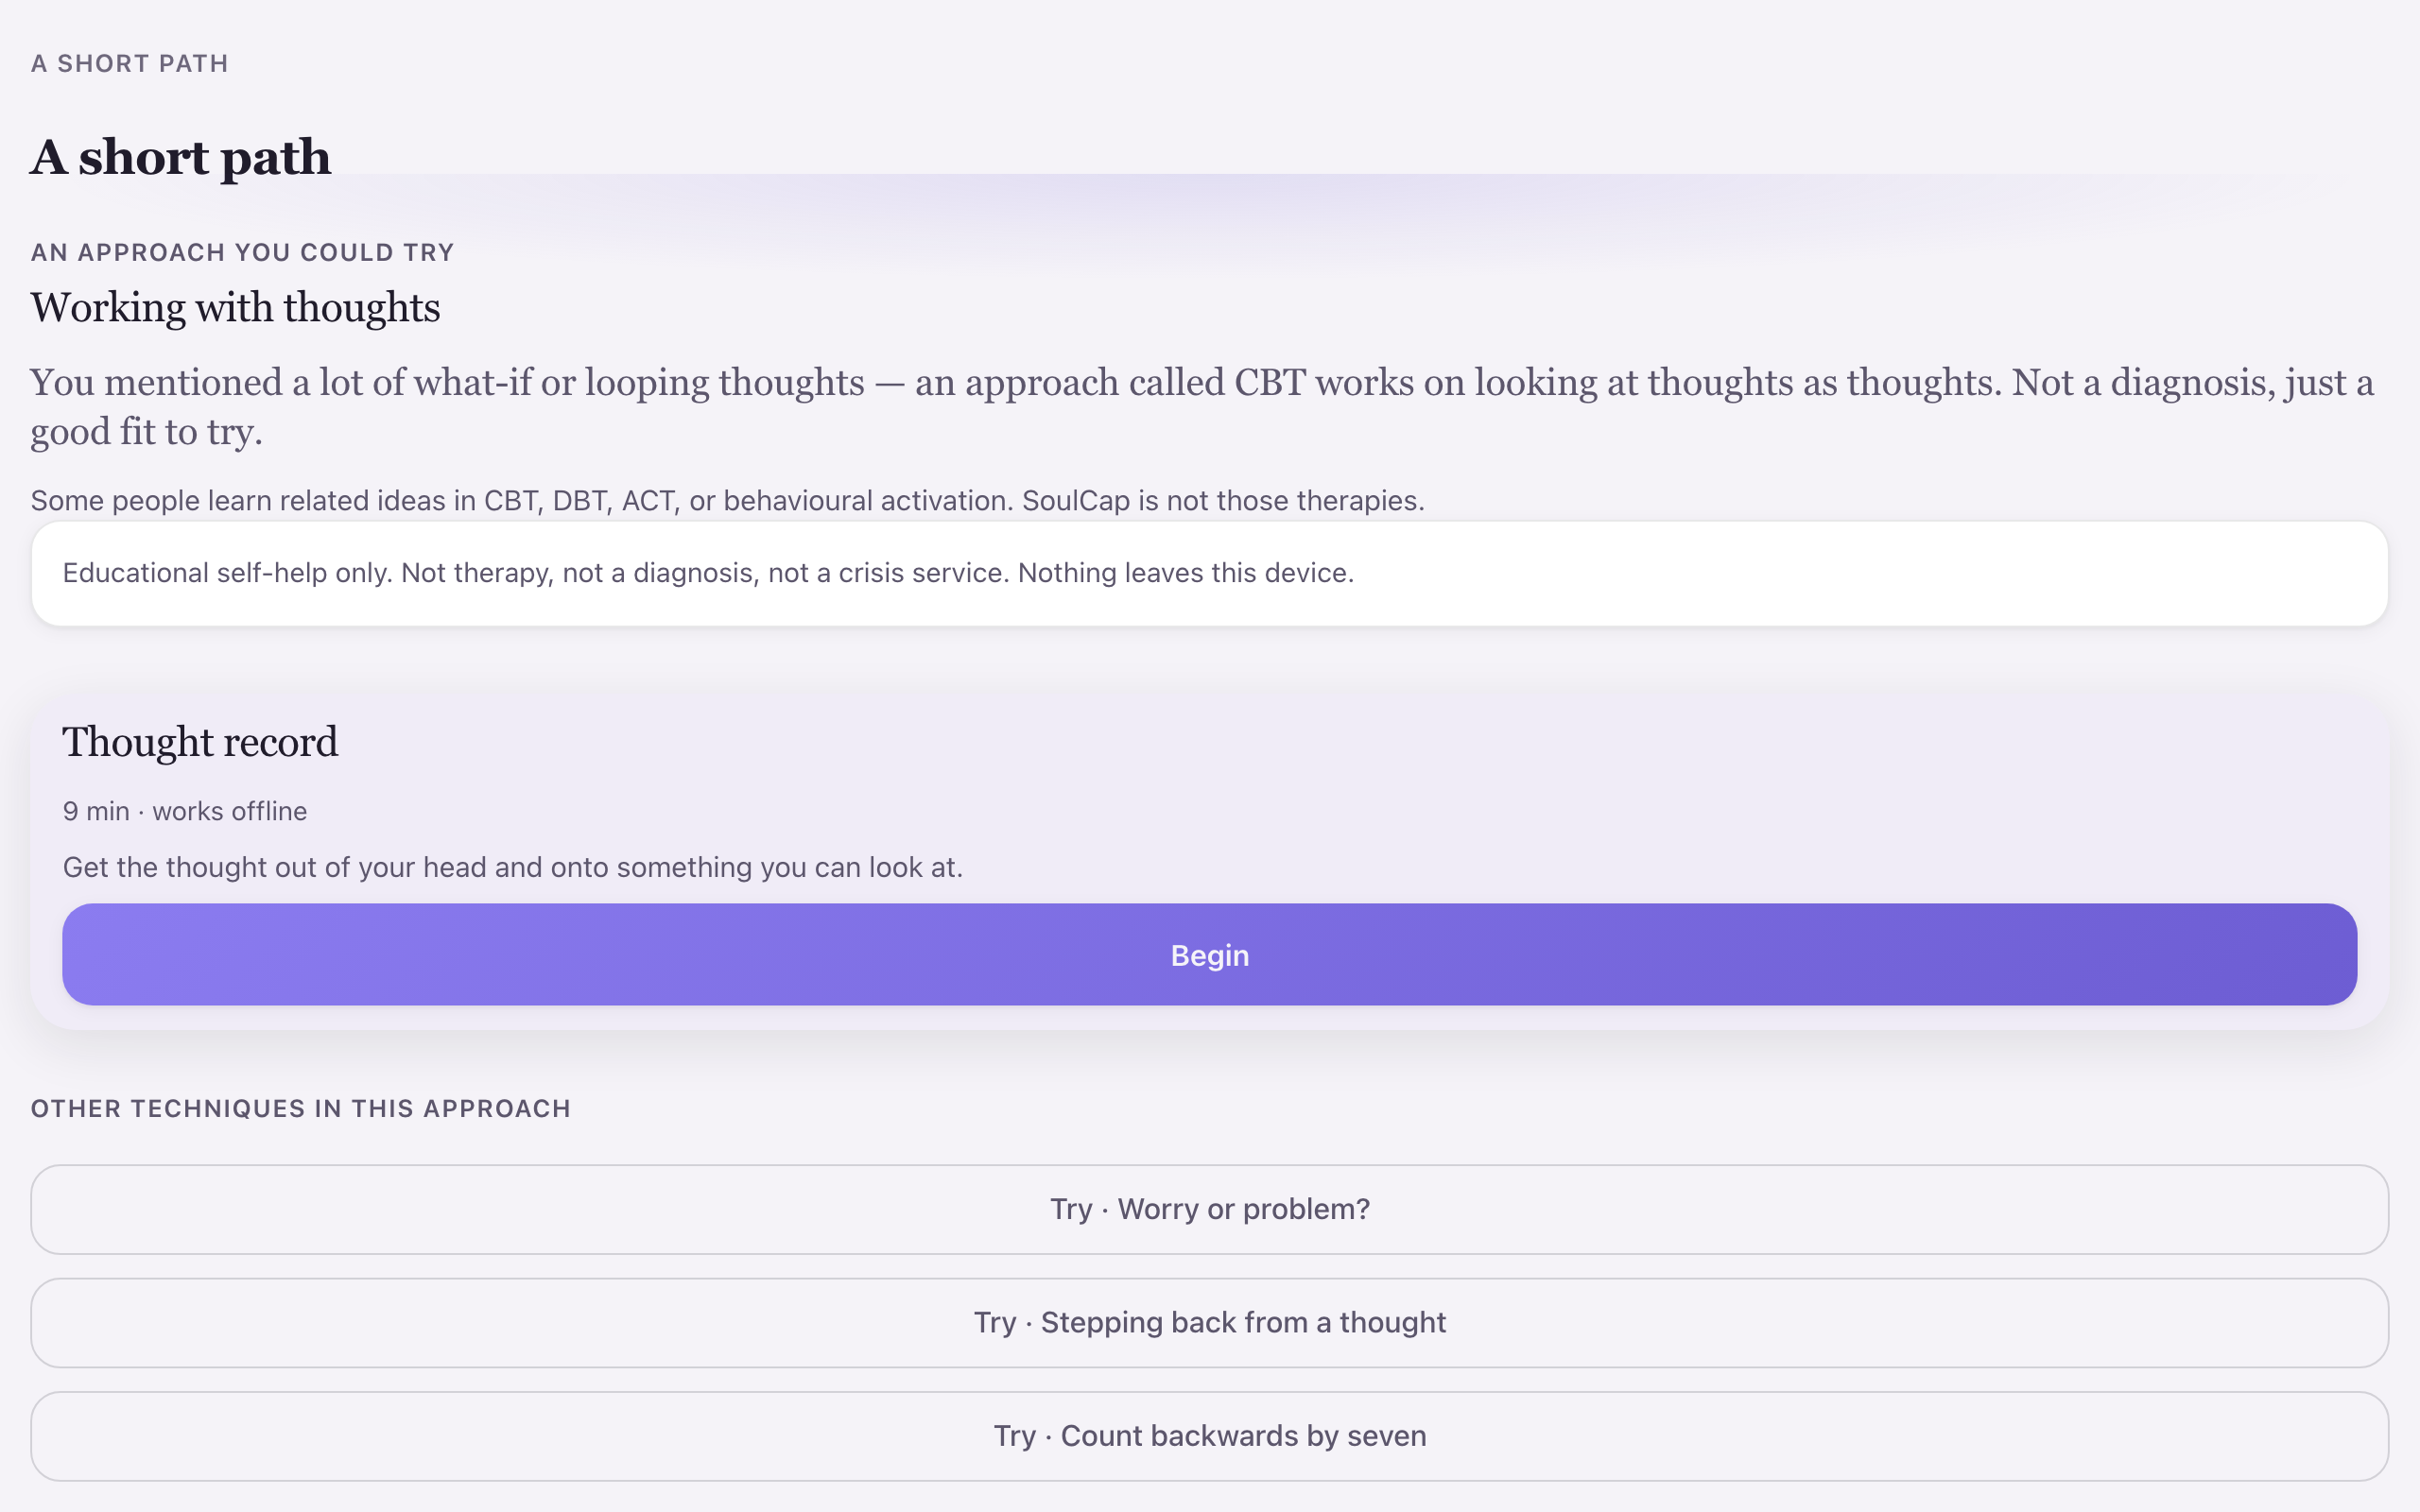 A SHORT PATH
A short path
AN APPROACH YOU COULD TRY
Working with thoughts
You mentioned a lot of what-if or looping thoughts — an approach called CBT works on looking at thoughts as thoughts. Not a diagnosis, just a
good fit to try.
Some people learn related ideas in CBT, DBT, ACT, or behavioural activation. SoulCap is not those therapies.
Educational self-help only. Not therapy, not a diagnosis, not a crisis service. Nothing leaves this device.
Thought record
9 min · works offline
Get the thought out of your head and onto something you can look at.
Begin
OTHER TECHNIQUES IN THIS APPROACH
Try · Worry or problem?
Try · Stepping back from a thought
Try · Count backwards by seven